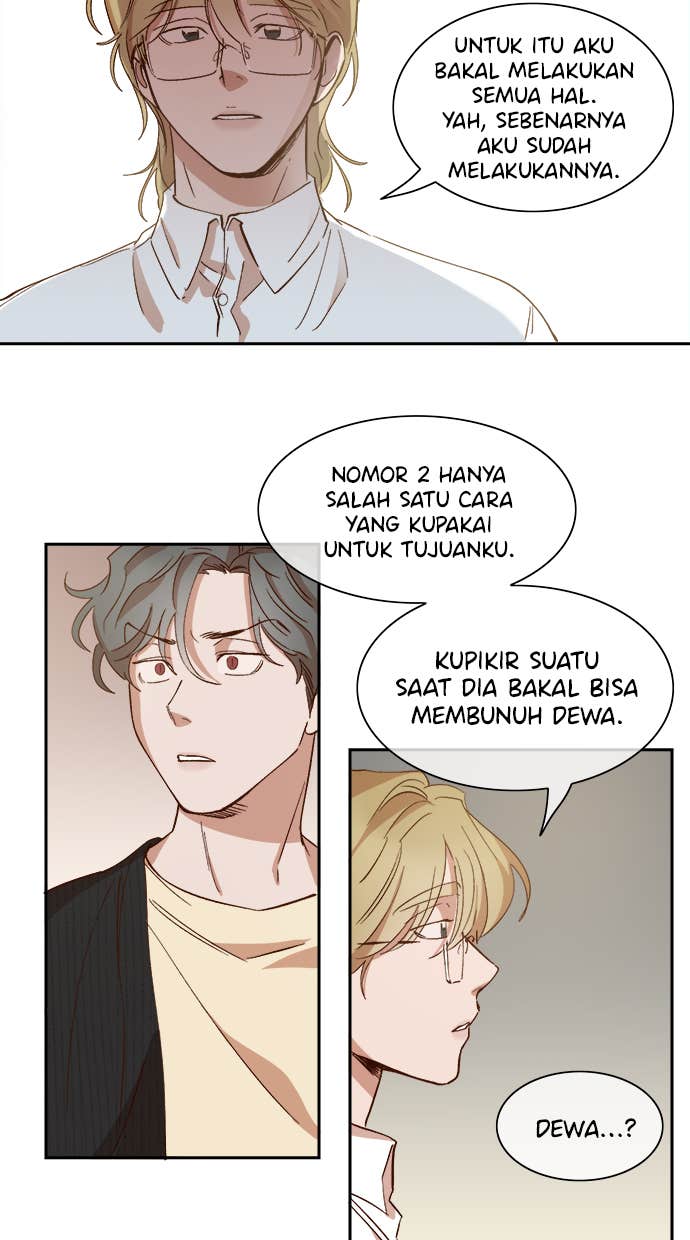 UNTUK ITU AKU
BAKAL MELAKUKAN
SEMUA HAL.
YAH, SEBENARNYA
AKU SUDAH
MELAKUKANNYA.
NOMOR 2 HANYA
SALAH SATU CARA
YANG KUPAKAI
UNTUK TUJUANKU.
KUPIKIR SUATU
SAAT DIA BAKAL BISA
MEMBUNUH DEWA.
DEWA...?